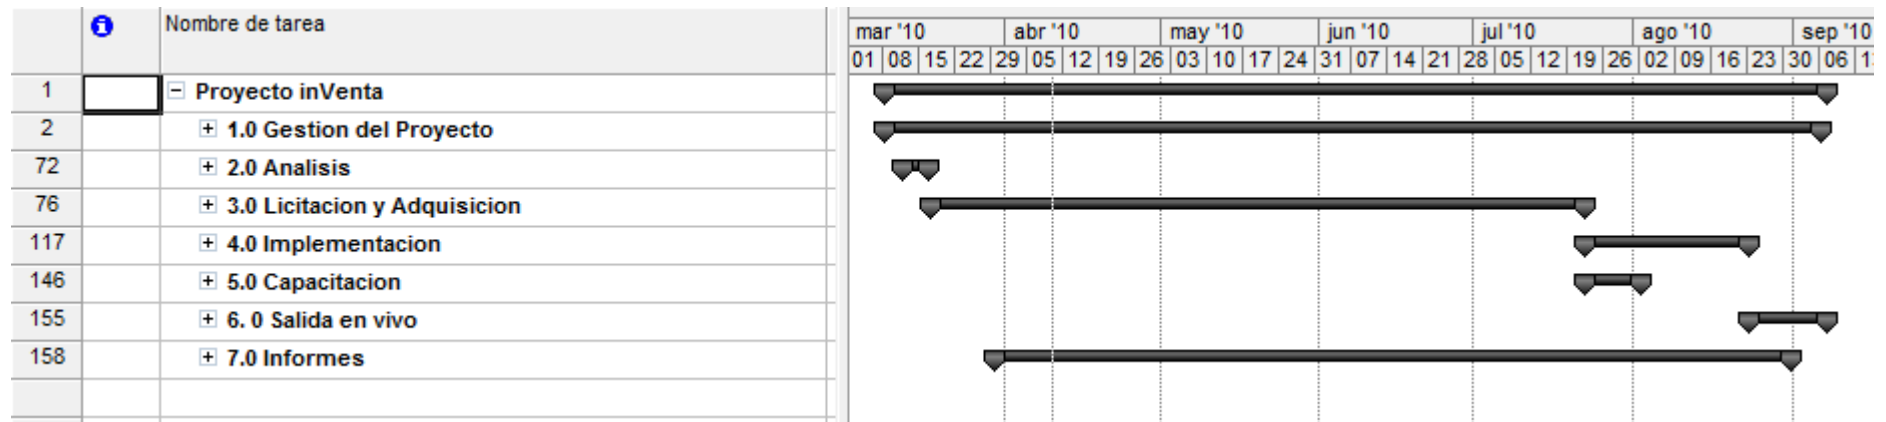 Nombre de tarea
mar '10 abr '10 may '10 jun '10 jul '10 ago '10 sep '10
01 08 15 22 29 05 12 19 26 03 10 17 24 31 07 14 21 28 05 12 19 26 02 09 16 23 30 06
1 Proyecto inVenta
2 1.0 Gestion del Proyecto
72 2.0 Analisis
76 3.0 Licitacion y Adquisicion
117 4.0 Implementacion
146 5.0 Capacitacion
155 6. 0 Salida en vivo
158 7.0 Informes